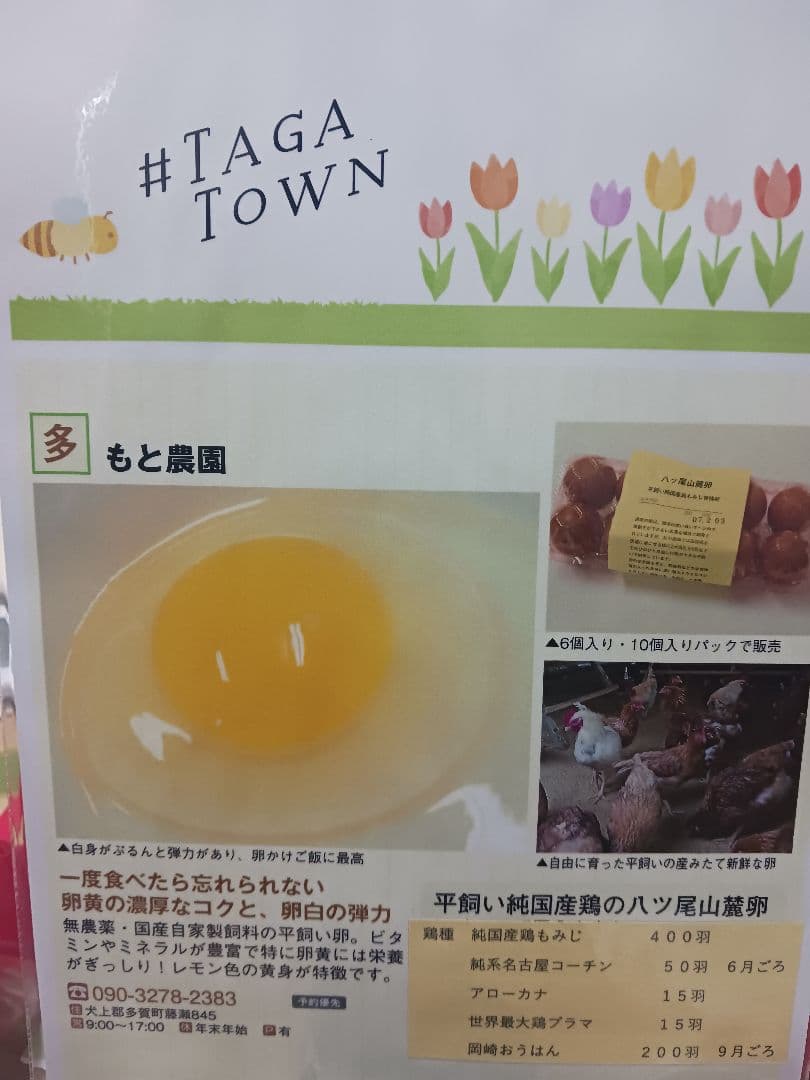 #TAGA
TOWN
多 もと農園
八ッ尾山麓卵
07.2.03
▲6個入り・10個入りパックで販売
▲白身がぷるんと弾力があり、卵かけご飯に最高
▲自由に育った平飼いの産みたて新鮮な卵
一度食べたら忘れられない
卵黄の濃厚なコクと、卵白の弾力
無農薬・国産自家製飼料の平飼い卵。ビタ
ミンやミネラルが豊富で特に卵黄には栄養
がぎっしり！レモン色の黄身が特徴です。
☎090-3278-2383 予約優先
住 犬上郡多賀町藤瀬845
営 9:00〜17:00 休 年末年始 P 有
平飼い純国産鶏の八ツ尾山麓卵
鶏種 純国産鶏もみじ 400羽
純系名古屋コーチン 50羽 6月ごろ
アローカナ 15羽
世界最大鶏ブラマ 15羽
岡崎おうはん 200羽 9月ごろ